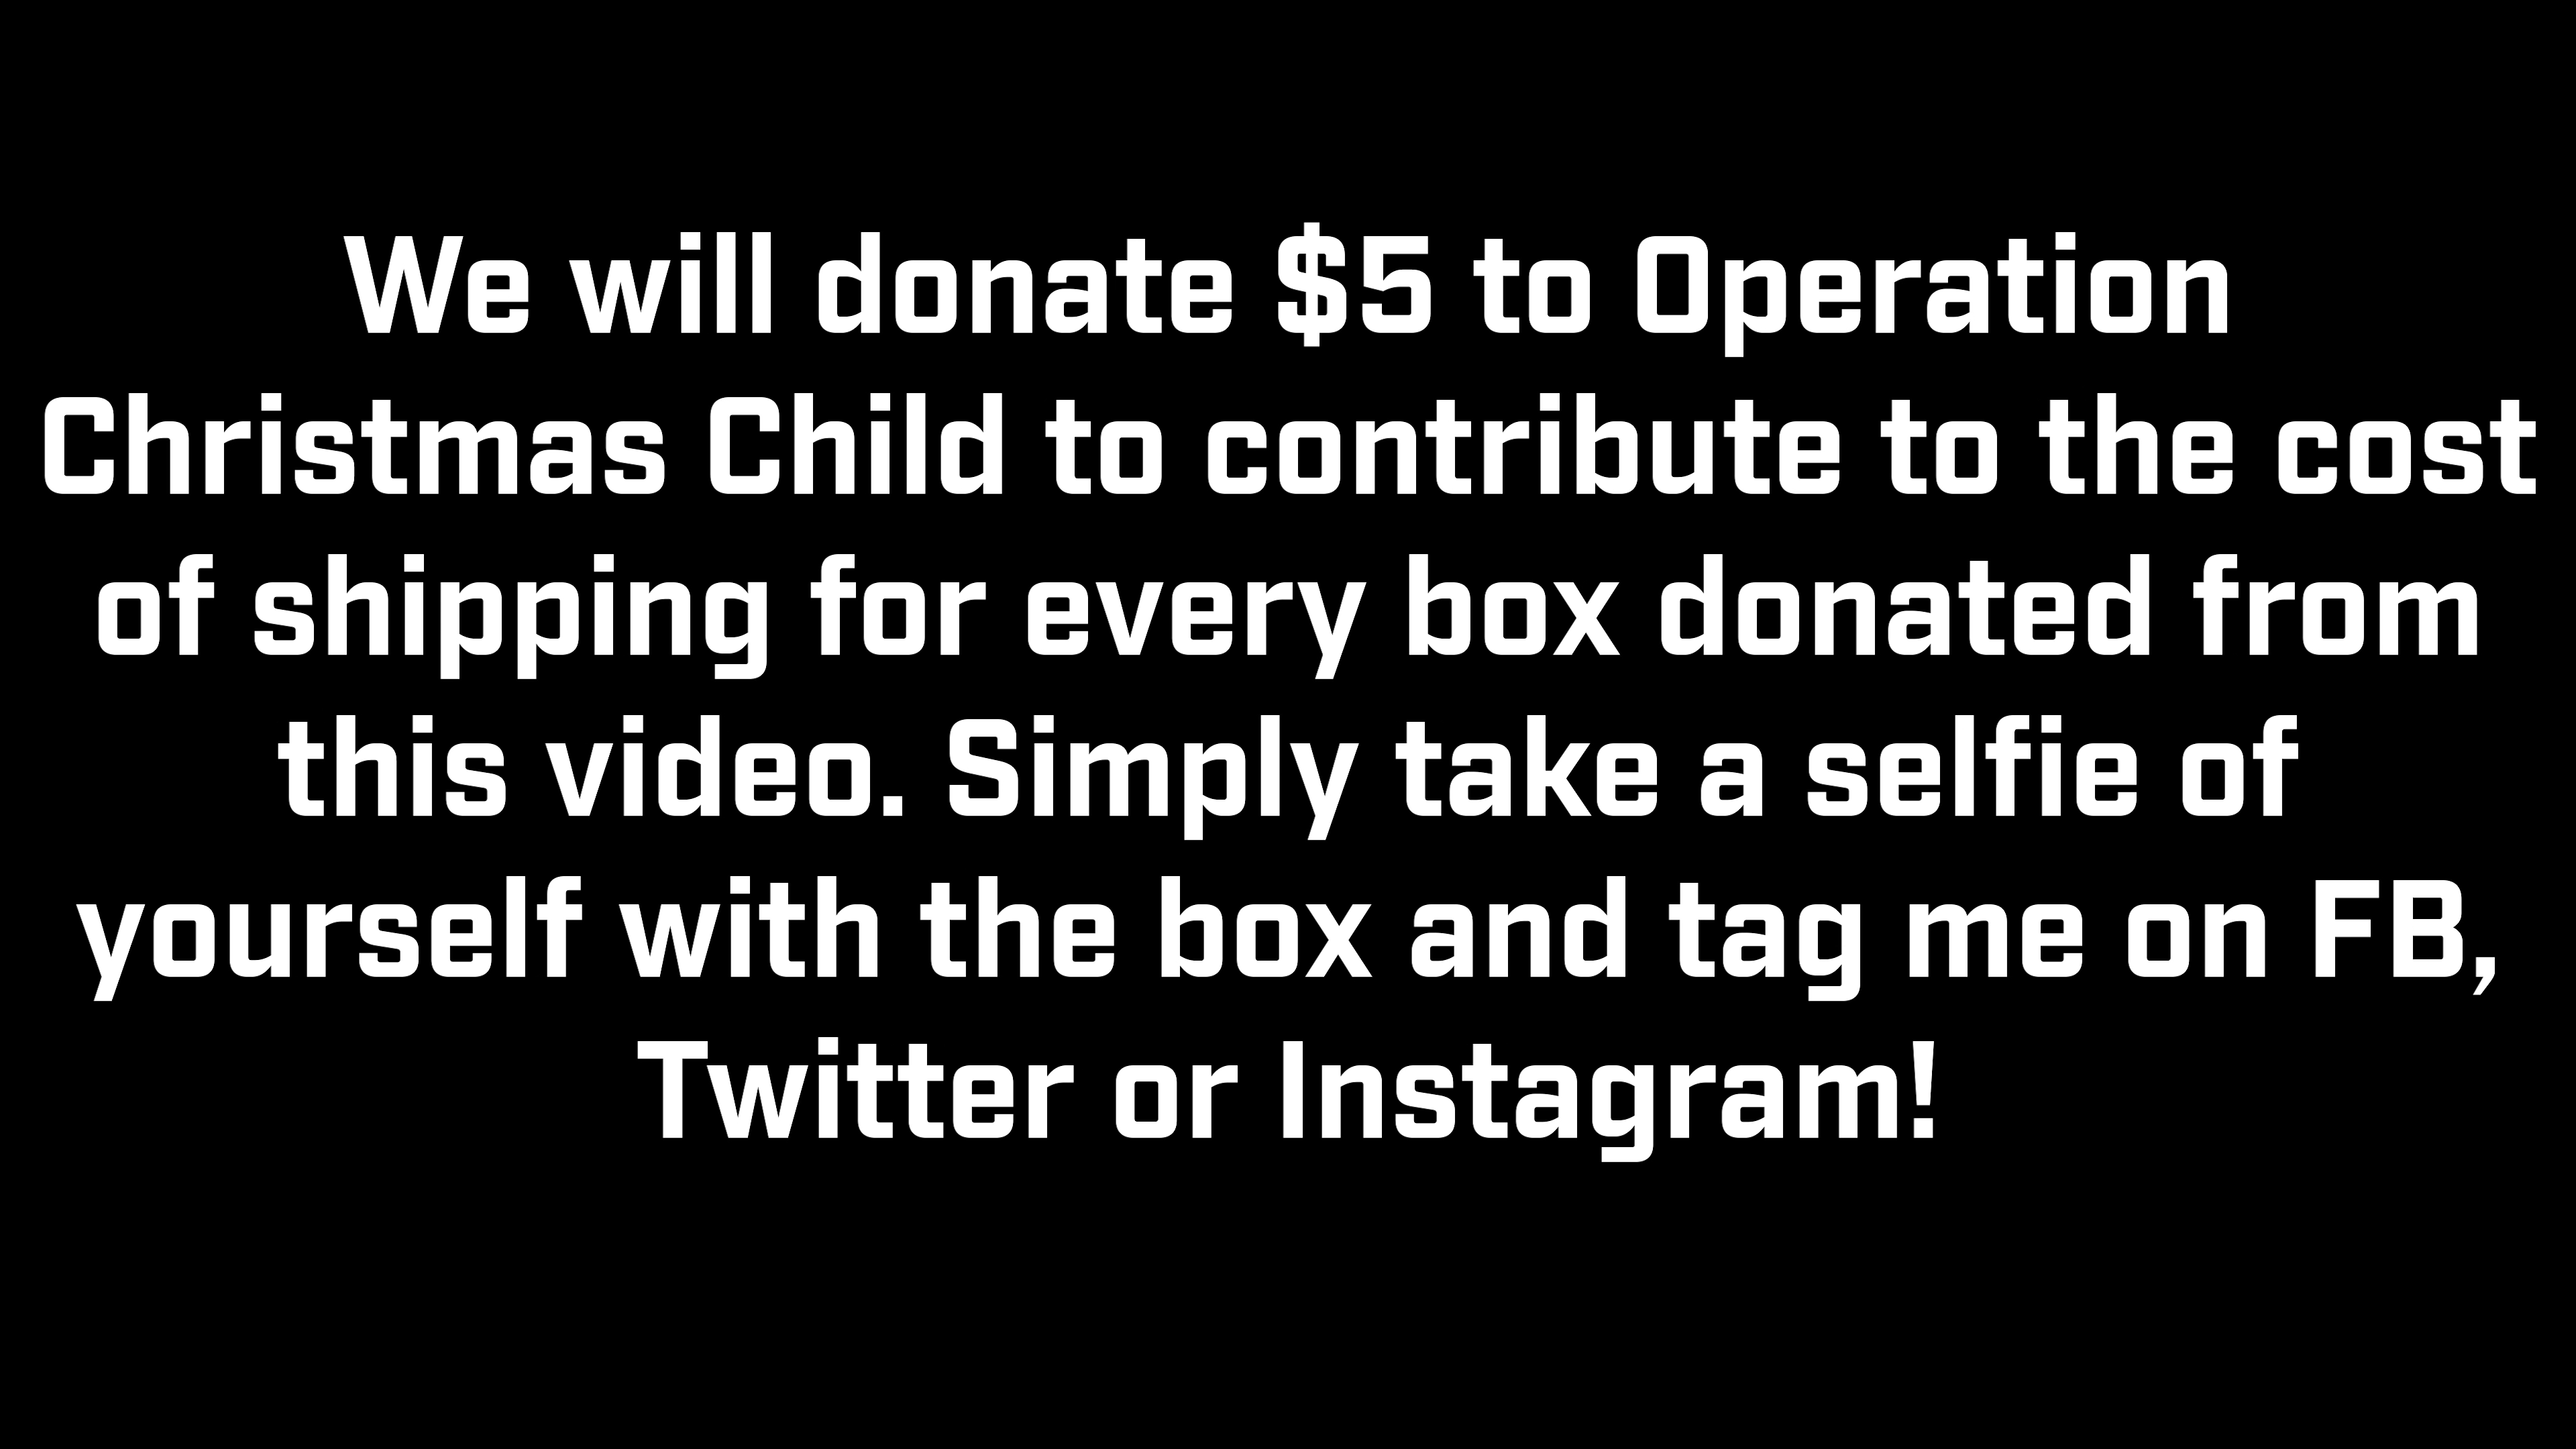 We will donate $5 to Operation
Christmas Child to contribute to the cost
of shipping for every box donated from
this video. Simply take a selfie of
yourself with the box and tag me on FB,
Twitter or Instagram!